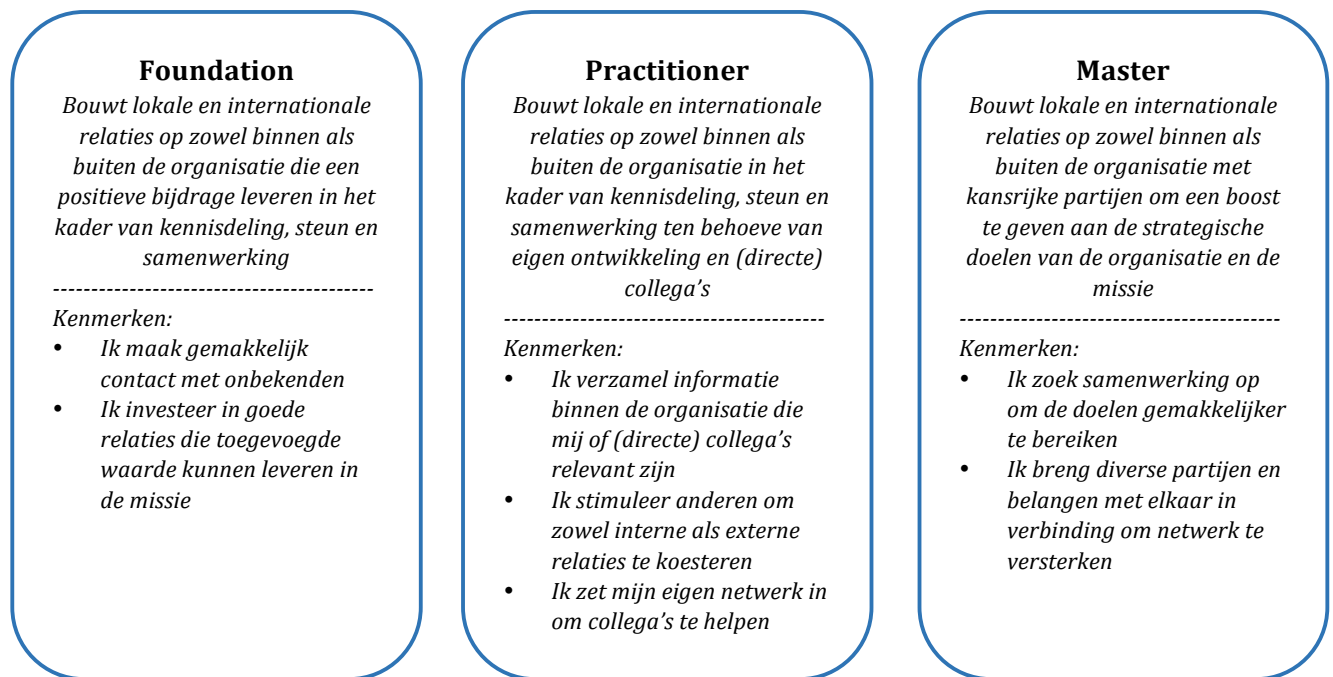 Foundation
Bouwt lokale en internationale
relaties op zowel binnen als
buiten de organisatie die een
positieve bijdrage leveren in het
kader van kennisdeling, steun en
samenwerking
------------------------------------------
Kenmerken:
• Ik maak gemakkelijk
contact met onbekenden
• Ik investeer in goede
relaties die toegevoegde
waarde kunnen leveren in
de missie
Practitioner
Bouwt lokale en internationale
relaties op zowel binnen als
buiten de organisatie in het
kader van kennisdeling, steun en
samenwerking ten behoeve van
eigen ontwikkeling en (directe)
collega’s
------------------------------------------
Kenmerken:
• Ik verzamel informatie
binnen de organisatie die
mij of (directe) collega’s
relevant zijn
• Ik stimuleer anderen om
zowel interne als externe
relaties te koesteren
• Ik zet mijn eigen netwerk in
om collega’s te helpen
Master
Bouwt lokale en internationale
relaties op zowel binnen als
buiten de organisatie met
kansrijke partijen om een boost
te geven aan de strategische
doelen van de organisatie en de
missie
------------------------------------------
Kenmerken:
• Ik zoek samenwerking op
om de doelen gemakkelijker
te bereiken
• Ik breng diverse partijen en
belangen met elkaar in
verbinding om netwerk te
versterken